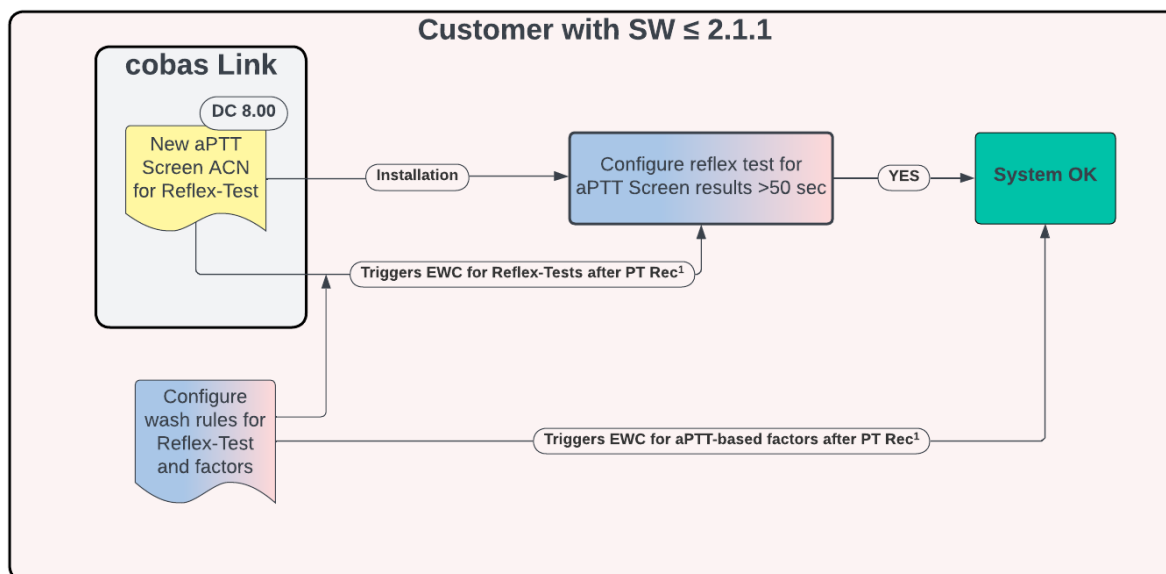 Customer with SW ≤ 2.1.1
cobas Link
DC 8.00
New aPTT
Screen ACN
for Reflex-Test
Installation
Configure reflex test for
aPTT Screen results >50 sec
YES
System OK
Triggers EWC for Reflex-Tests after PT Rec¹
Configure
wash rules for
Reflex-Test
and factors
Triggers EWC for aPTT-based factors after PT Rec¹